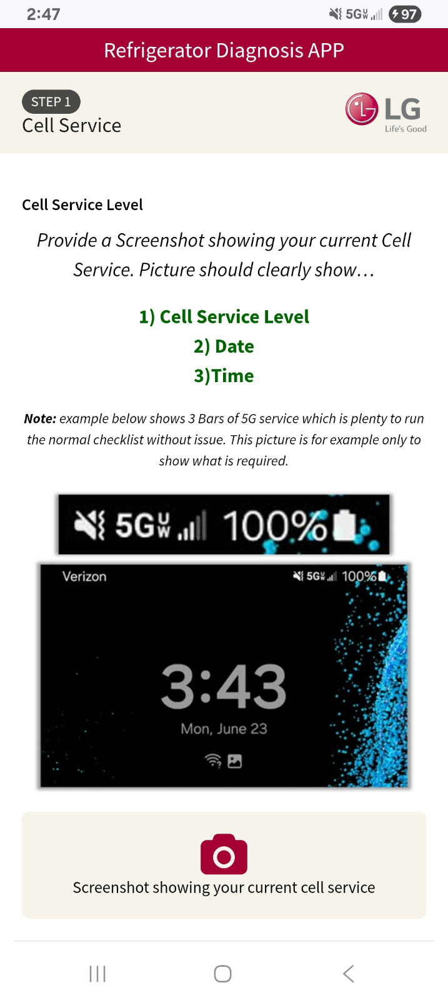 2:47 5G UW 97
Refrigerator Diagnosis APP
STEP 1
Cell Service
LG
Life's Good
Cell Service Level
Provide a Screenshot showing your current Cell
Service. Picture should clearly show...
1) Cell Service Level
2) Date
3)Time
Note: example below shows 3 Bars of 5G service which is plenty to run
the normal checklist without issue. This picture is for example only to
show what is required.
5G UW 100%
Verizon 5G UW 100%
3:43
Mon, June 23
Screenshot showing your current cell service